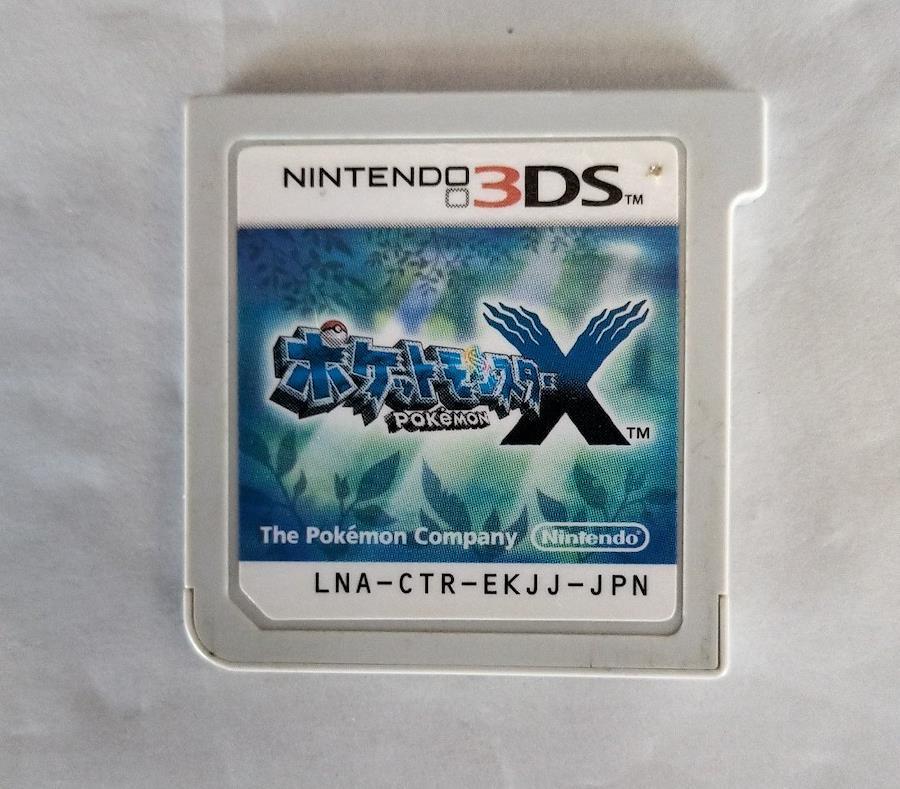 NINTENDO 3DS™
ポケットモンスター X™
POKéMON
The Pokémon Company Nintendo®
LNA-CTR-EKJJ-JPN